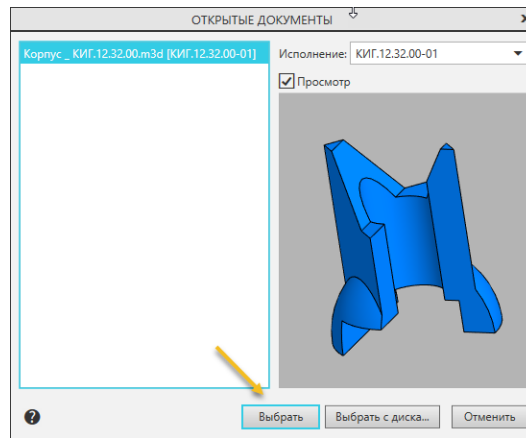 ОТКРЫТЫЕ ДОКУМЕНТЫ
Корпус _ КИГ.12.32.00.m3d [КИГ.12.32.00-01]
Исполнение: КИГ.12.32.00-01
Просмотр
Выбрать Выбрать с диска... Отменить